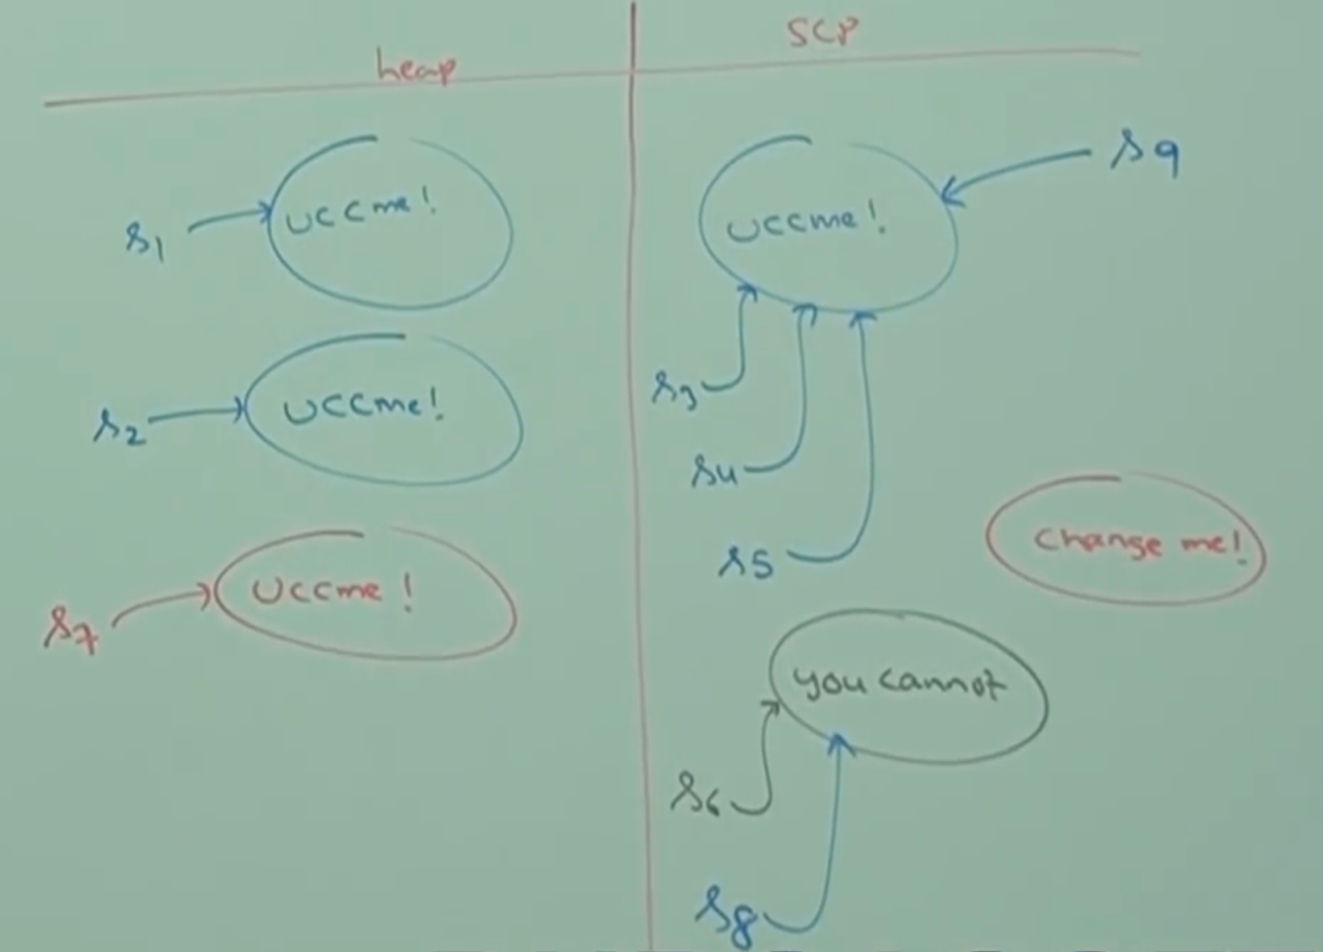 heap
SCP
s1
uccme!
uccme!
s9
s2
uccme!
s3
s4
s5
change me!
s7
uccme!
you cannot
s6
s8